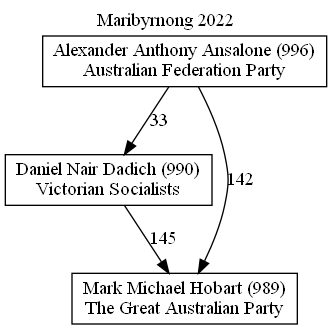 Maribyrnong 2022
Alexander Anthony Ansalone (996)
Australian Federation Party
33
Daniel Nair Dadich (990)
Victorian Socialists
142
145
Mark Michael Hobart (989)
The Great Australian Party